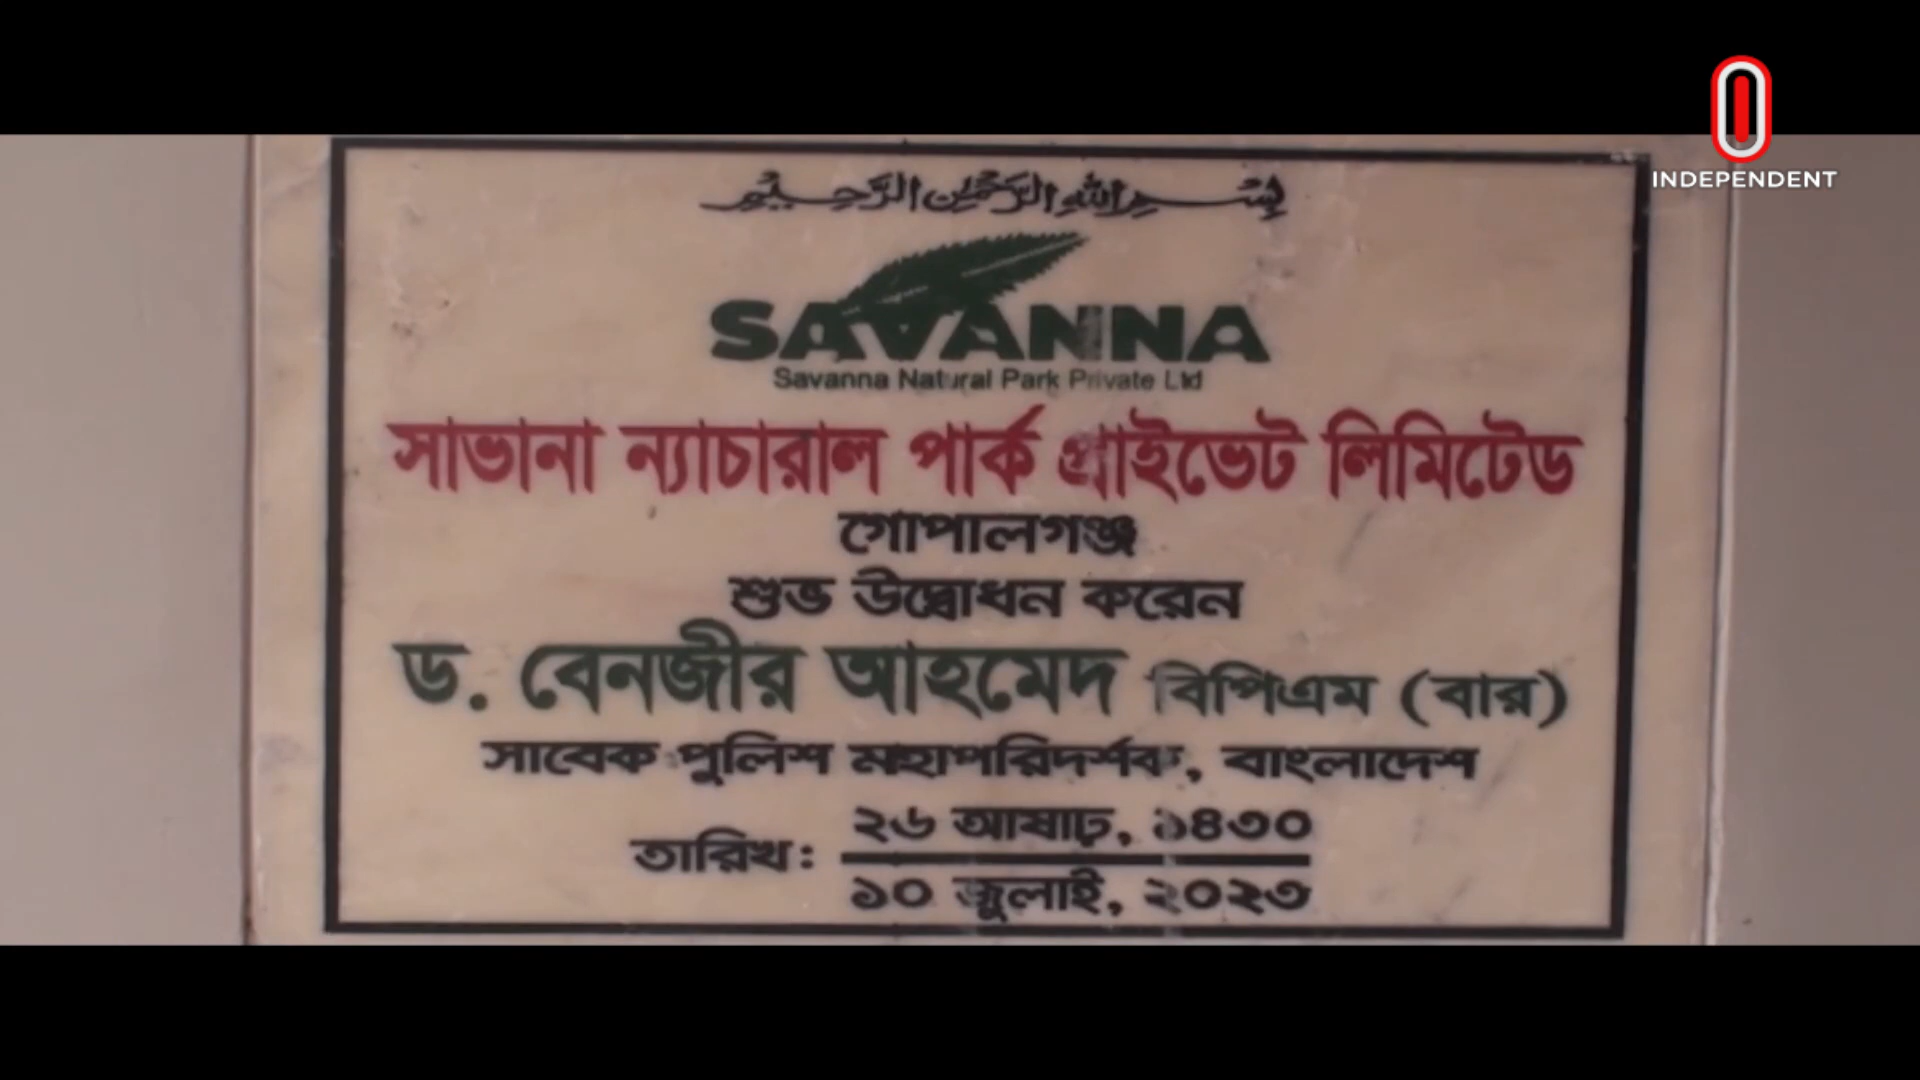 INDEPENDENT
بسم الله الرحمن الرحيم
SAVANNA
Savanna Natural Park Private Ltd
সাভানা ন্যাচারাল পার্ক প্রাইভেট লিমিটেড
গোপালগঞ্জ
শুভ উদ্বোধন করেন
ড. বেনজীর আহমেদ বিপিএম (বার)
সাবেক পুলিশ মহাপরিদর্শক, বাংলাদেশ
তারিখ: ২৬ আষাঢ়, ১৪৩০
১০ জুলাই, ২০২৩